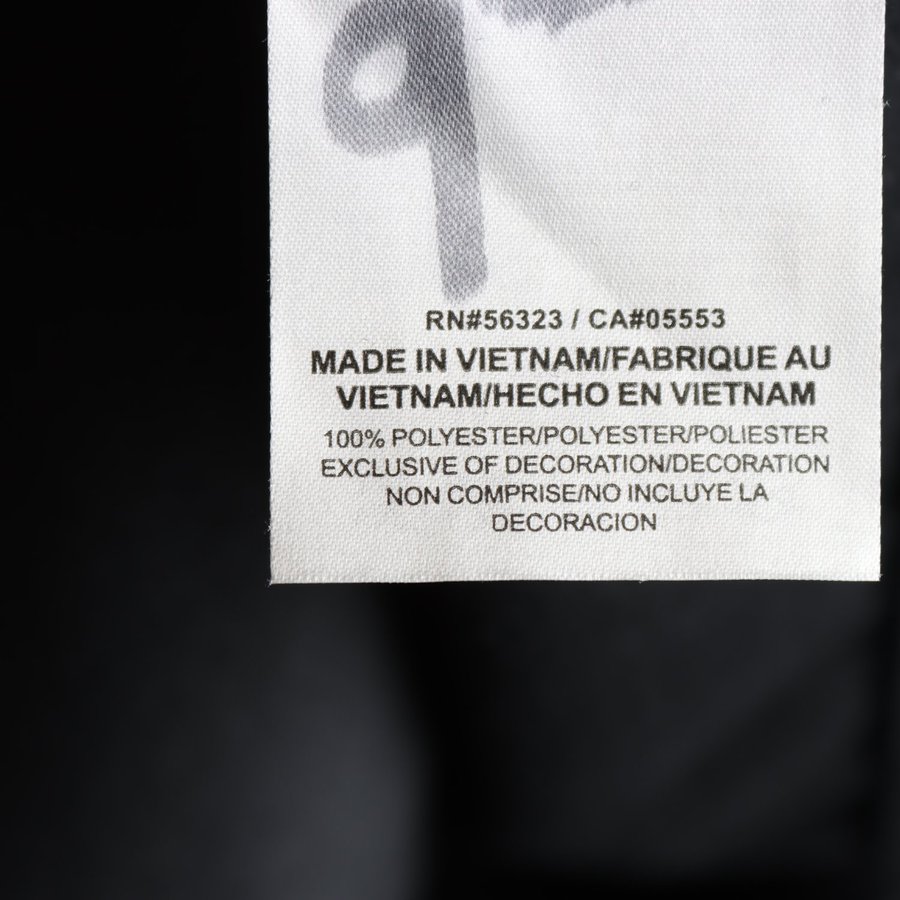 RN#56323 / CA#05553
MADE IN VIETNAM/FABRIQUE AU
VIETNAM/HECHO EN VIETNAM
100% POLYESTER/POLYESTER/POLIESTER
EXCLUSIVE OF DECORATION/DECORATION
NON COMPRISE/NO INCLUYE LA
DECORACION